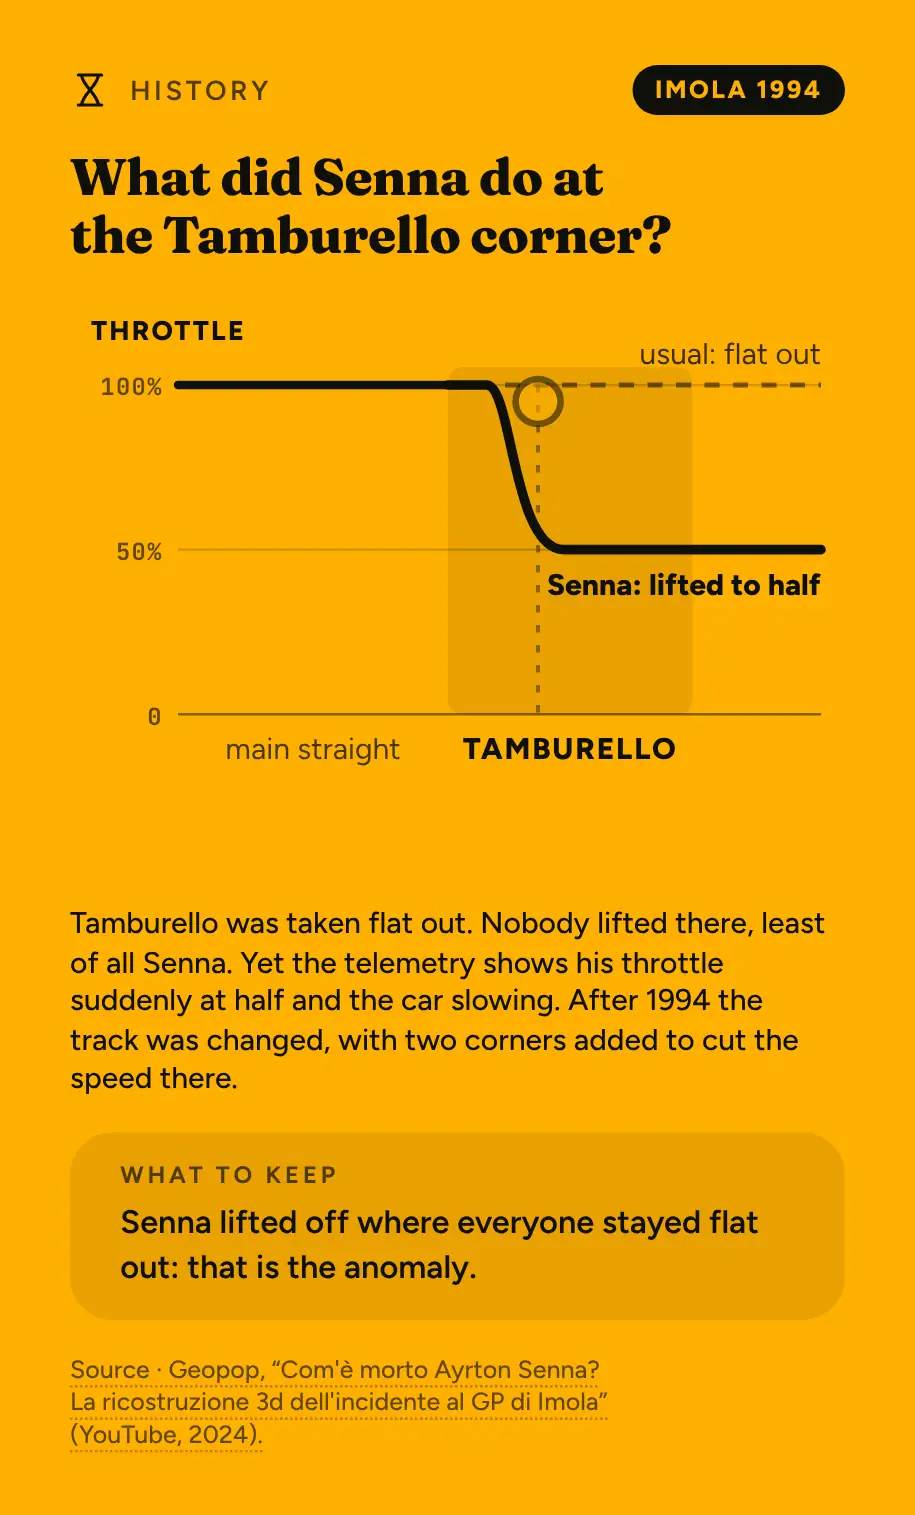 HISTORY
IMOLA 1994
What did Senna do at
the Tamburello corner?
THROTTLE
usual: flat out
100%
50%
Senna: lifted to half
0
main straight
TAMBURELLO
Tamburello was taken flat out. Nobody lifted there, least
of all Senna. Yet the telemetry shows his throttle
suddenly at half and the car slowing. After 1994 the
track was changed, with two corners added to cut the
speed there.
WHAT TO KEEP
Senna lifted off where everyone stayed flat
out: that is the anomaly.
Source · Geopop, “Com'è morto Ayrton Senna?
La ricostruzione 3d dell'incidente al GP di Imola”
(YouTube, 2024).